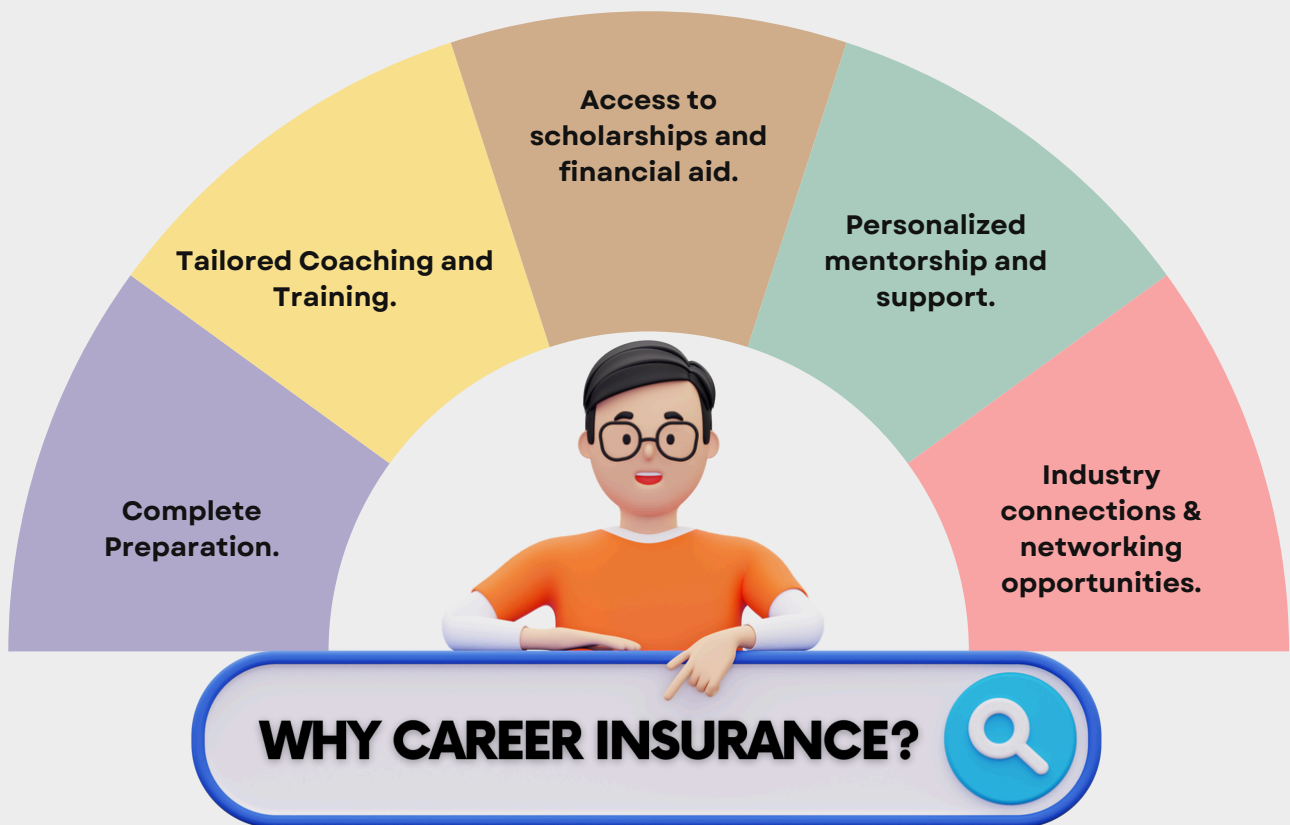 Complete
Preparation.
Tailored Coaching and
Training.
Access to
scholarships and
financial aid.
Personalized
mentorship and
support.
Industry
connections &
networking
opportunities.
WHY CAREER INSURANCE?